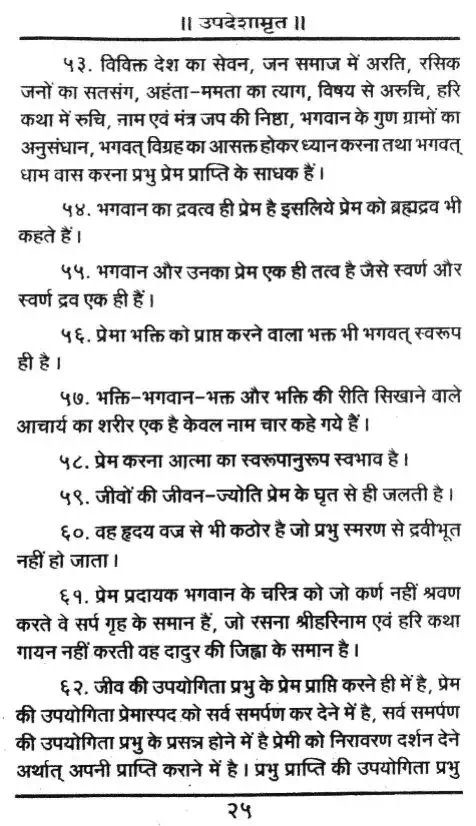 ।। उपदेशामृत ।।
५३. विविक्त देश का सेवन, जन समाज में अरति, रसिक
जनों का सतसंग, अहंता-ममता का त्याग, विषय से अरुचि, हरि
कथा में रुचि, नाम एवं मंत्र जप की निष्ठा, भगवान के गुण ग्रामों का
अनुसंधान, भगवत् विग्रह का आसक्त होकर ध्यान करना तथा भगवत्
धाम वास करना प्रभु प्रेम प्राप्ति के साधक हैं।
५४. भगवान का द्रवत्व ही प्रेम है इसलिये प्रेम को ब्रह्मद्रव भी
कहते हैं।
५५. भगवान और उनका प्रेम एक ही तत्व है जैसे स्वर्ण और
स्वर्ण द्रव एक ही हैं।
५६. प्रेमा भक्ति को प्राप्त करने वाला भक्त भी भगवत् स्वरूप
ही है।
५७. भक्ति-भगवान-भक्त और भक्ति की रीति सिखाने वाले
आचार्य का शरीर एक है केवल नाम चार कहे गये हैं।
५८. प्रेम करना आत्मा का स्वरूपानुरूप स्वभाव है।
५९. जीवों की जीवन-ज्योति प्रेम के घृत से ही जलती है।
६०. वह हृदय वज्र से भी कठोर है जो प्रभु स्मरण से द्रवीभूत
नहीं हो जाता।
६१. प्रेम प्रदायक भगवान के चरित्र को जो कर्ण नहीं श्रवण
करते वे सर्प गृह के समान हैं, जो रसना श्रीहरिनाम एवं हरि कथा
गायन नहीं करती वह दादुर की जिह्वा के समान है।
६२. जीव की उपयोगिता प्रभु के प्रेम प्राप्ति करने ही में है, प्रेम
की उपयोगिता प्रेमास्पद को सर्व समर्पण कर देने में है, सर्व समर्पण
की उपयोगिता प्रभु के प्रसन्न होने में है प्रेमी को निरावरण दर्शन देने
अर्थात् अपनी प्राप्ति कराने में है। प्रभु प्राप्ति की उपयोगिता प्रभु
२५